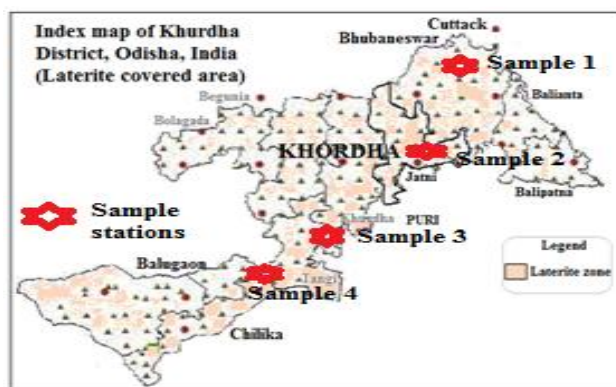 Index map of Khurdha
District, Odisha, India
(Laterite covered area)
Cuttack
Bhubaneswar
Sample 1
Begunia
Balianta
Bolagada
KHORDHA
Sample 2
Jatni
Balipatna
Khurdha
PURI
Sample
stations
Sample 3
Legend
Balugaon
Tangi
Laterite zone
Sample 4
Chilika